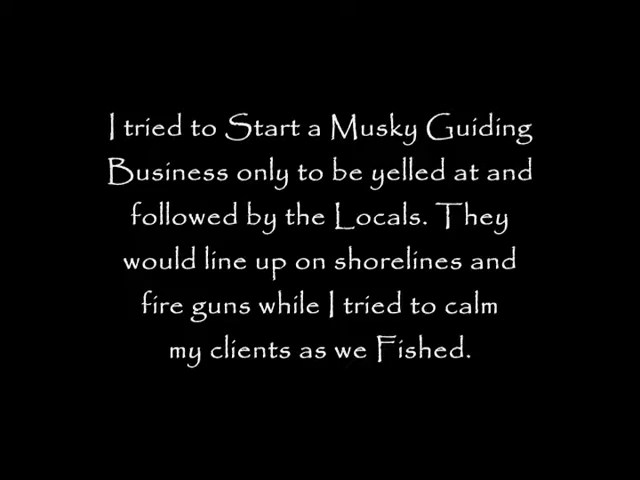 I tried to Start a Musky Guiding
Business only to be yelled at and
followed by the Locals. They
would line up on shorelines and
fire guns while I tried to calm
my clients as we Fished.